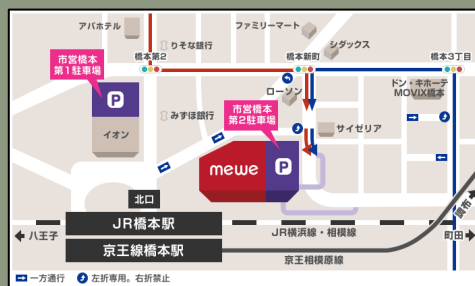 アパホテル
ファミリーマート
りそな銀行
シダックス
橋本第2
橋本新町
橋本3丁目
市営橋本
第1駐車場
P
イオン
ローソン
ドン・キホーテ
MOVIX橋本
みずほ銀行
市営橋本
第2駐車場
サイゼリア
mewe
P
北口
JR橋本駅
京王線橋本駅
八王子
JR横浜線・相模線
京王相模原線
調布
町田
一方通行
左折専用。右折禁止